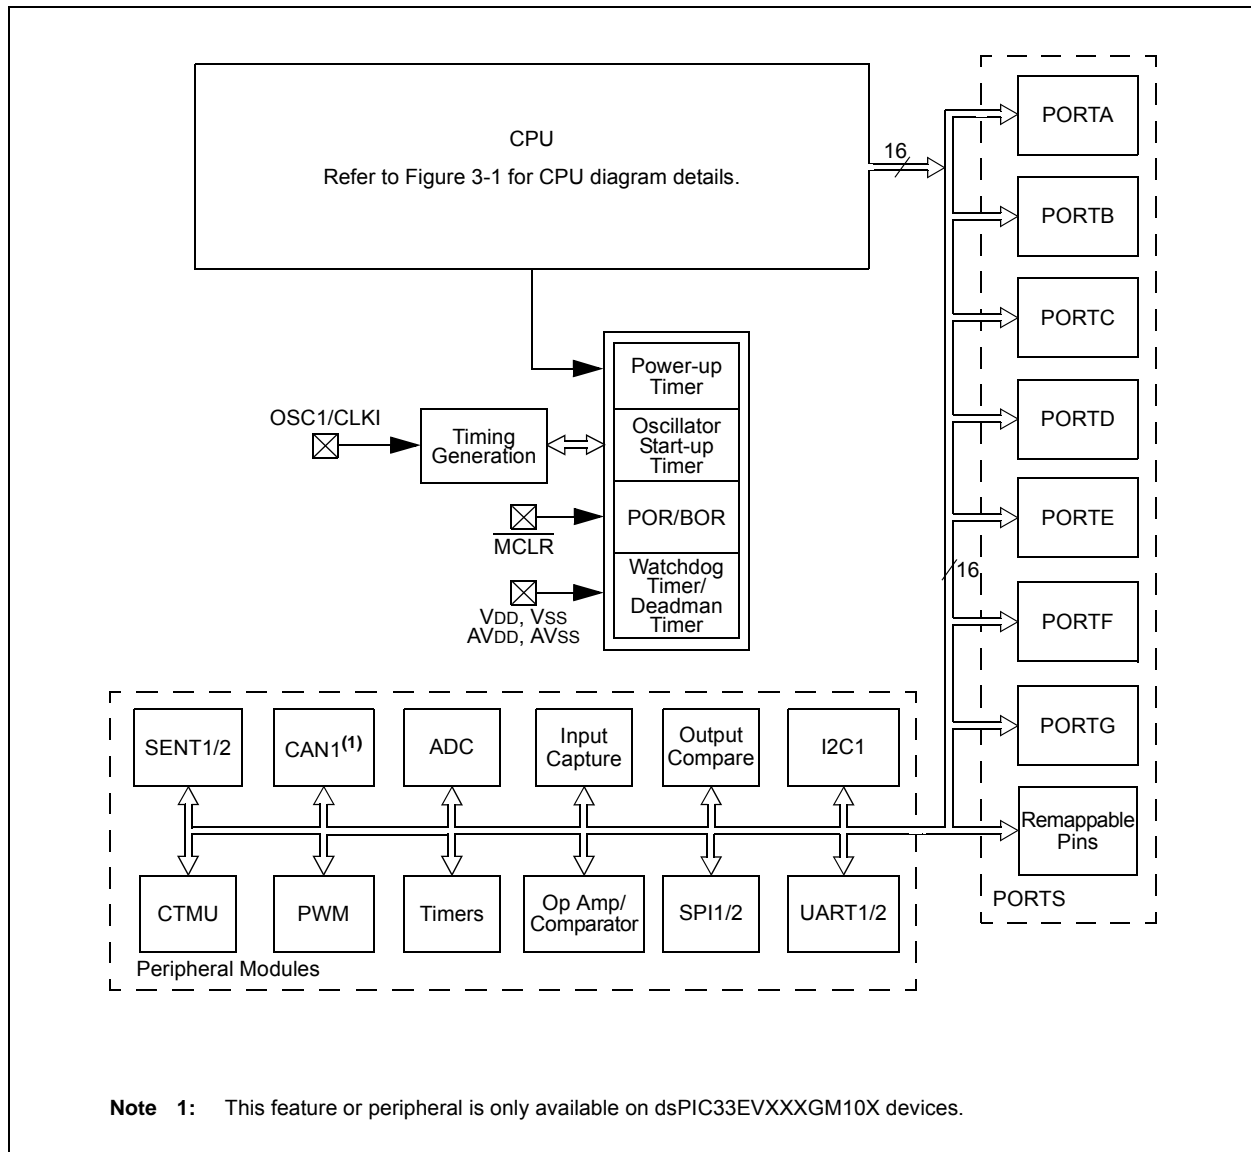 CPU
Refer to Figure 3-1 for CPU diagram details.
16
PORTA
PORTB
PORTC
PORTD
PORTE
16
PORTF
PORTG
Remappable
Pins
PORTS
Power-up
Timer
OSC1/CLKI
Timing
Generation
Oscillator
Start-up
Timer
POR/BOR
MCLR
Watchdog
Timer/
Deadman
Timer
VDD, VSS
AVDD, AVSS
SENT1/2
CAN1(1)
ADC
Input
Capture
Output
Compare
I2C1
CTMU
PWM
Timers
Op Amp/
Comparator
SPI1/2
UART1/2
Peripheral Modules
Note 1: This feature or peripheral is only available on dsPIC33EVXXXGM10X devices.